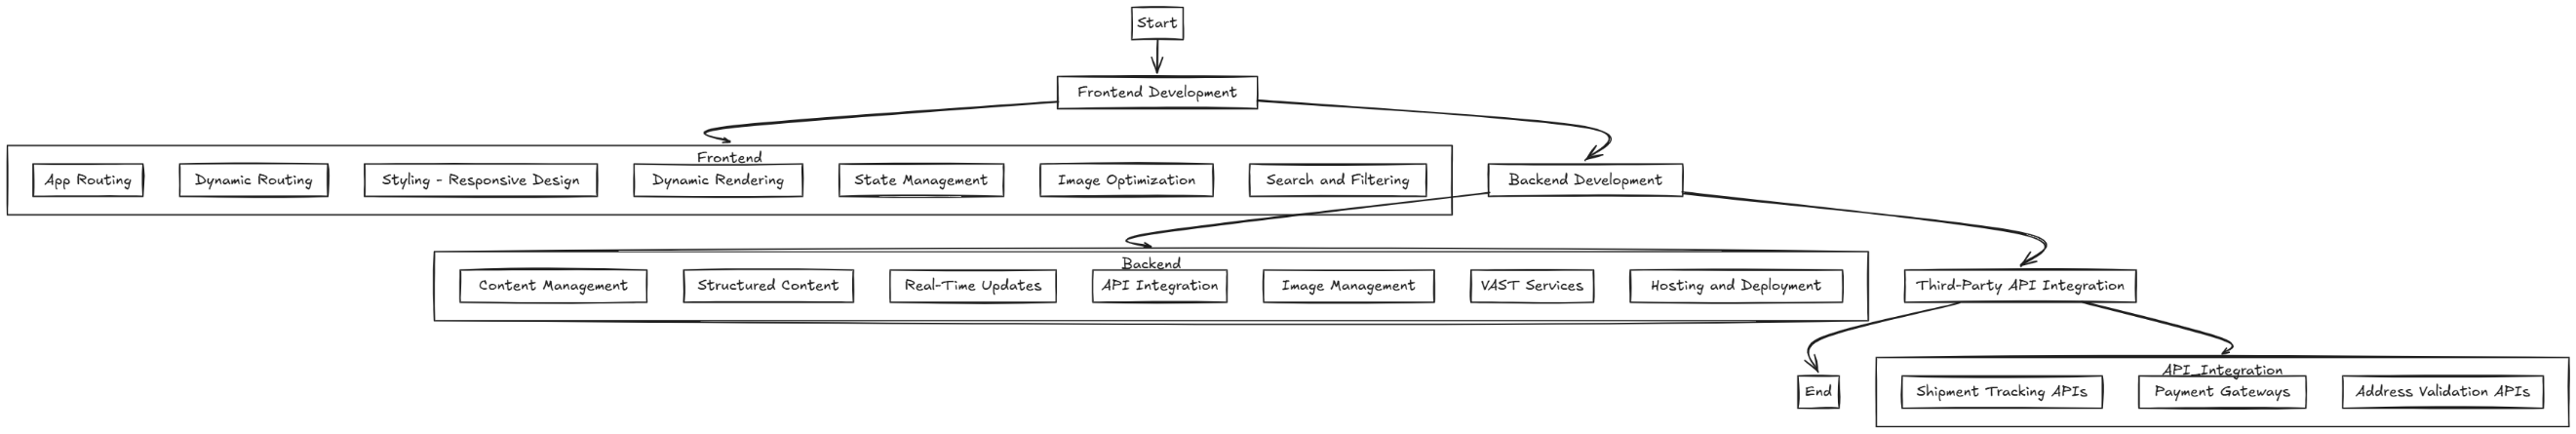 Start
Frontend Development
Frontend
App Routing
Dynamic Routing
Styling - Responsive Design
Dynamic Rendering
State Management
Image Optimization
Search and Filtering
Backend Development
Backend
Content Management
Structured Content
Real-Time Updates
API Integration
Image Management
VAST Services
Hosting and Deployment
Third-Party API Integration
End
API_Integration
Shipment Tracking APIs
Payment Gateways
Address Validation APIs